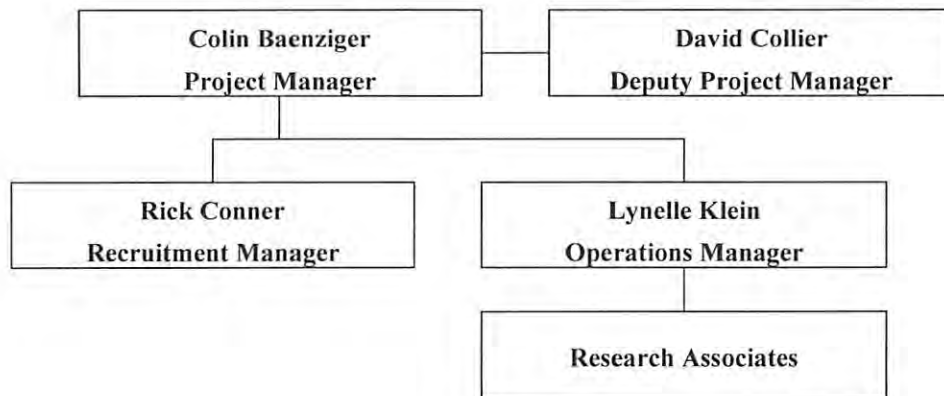 Colin Baenziger
Project Manager
David Collier
Deputy Project Manager
Rick Conner
Recruitment Manager
Lynelle Klein
Operations Manager
Research Associates